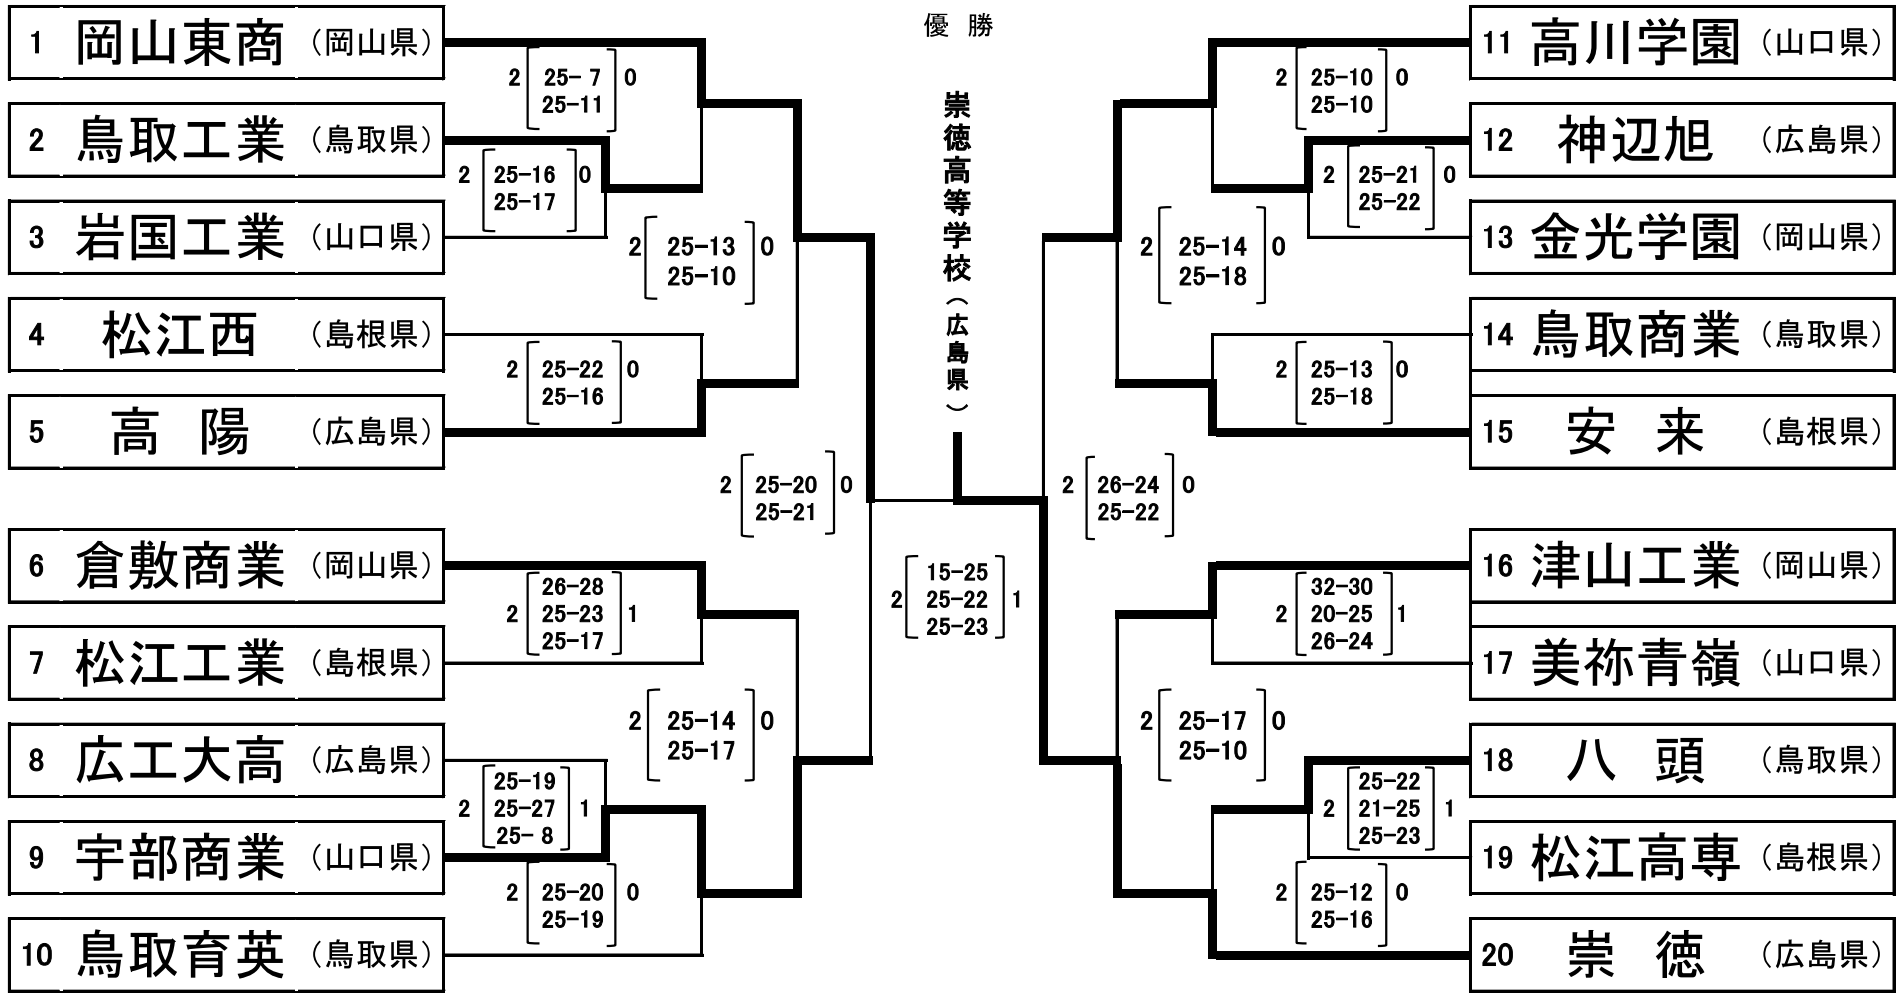 優 勝
崇徳高等学校（広島県）
1 岡山東商 （岡山県）
2 鳥取工業 （鳥取県）
3 岩国工業 （山口県）
4 松江西 （島根県）
5 高 陽 （広島県）
6 倉敷商業 （岡山県）
7 松江工業 （島根県）
8 広工大高 （広島県）
9 宇部商業 （山口県）
10 鳥取育英 （鳥取県）
2 25- 7 0
25-11
2 25-16 0
25-17
2 25-13 0
25-10
2 25-22 0
25-16
2 25-20 0
25-21
26-28
2 25-23 1
25-17
2 25-14 0
25-17
25-19
2 25-27 1
25- 8
2 25-20 0
25-19
15-25
2 25-22 1
25-23
2 25-10 0
25-10
2 25-21 0
25-22
2 25-14 0
25-18
2 25-13 0
25-18
2 26-24 0
25-22
32-30
2 20-25 1
26-24
2 25-17 0
25-10
25-22
2 21-25 1
25-23
2 25-12 0
25-16
11 高川学園 （山口県）
12 神辺旭 （広島県）
13 金光学園 （岡山県）
14 鳥取商業 （鳥取県）
15 安 来 （島根県）
16 津山工業 （岡山県）
17 美祢青嶺 （山口県）
18 八 頭 （鳥取県）
19 松江高専 （島根県）
20 崇 徳 （広島県）